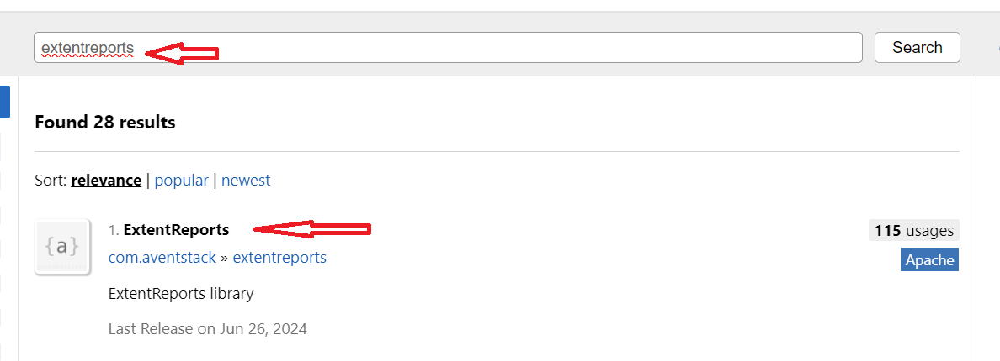 extentreports
Search
Found 28 results
Sort: relevance | popular | newest
{a}
1. ExtentReports
115 usages
com.aventstack » extentreports
Apache
ExtentReports library
Last Release on Jun 26, 2024